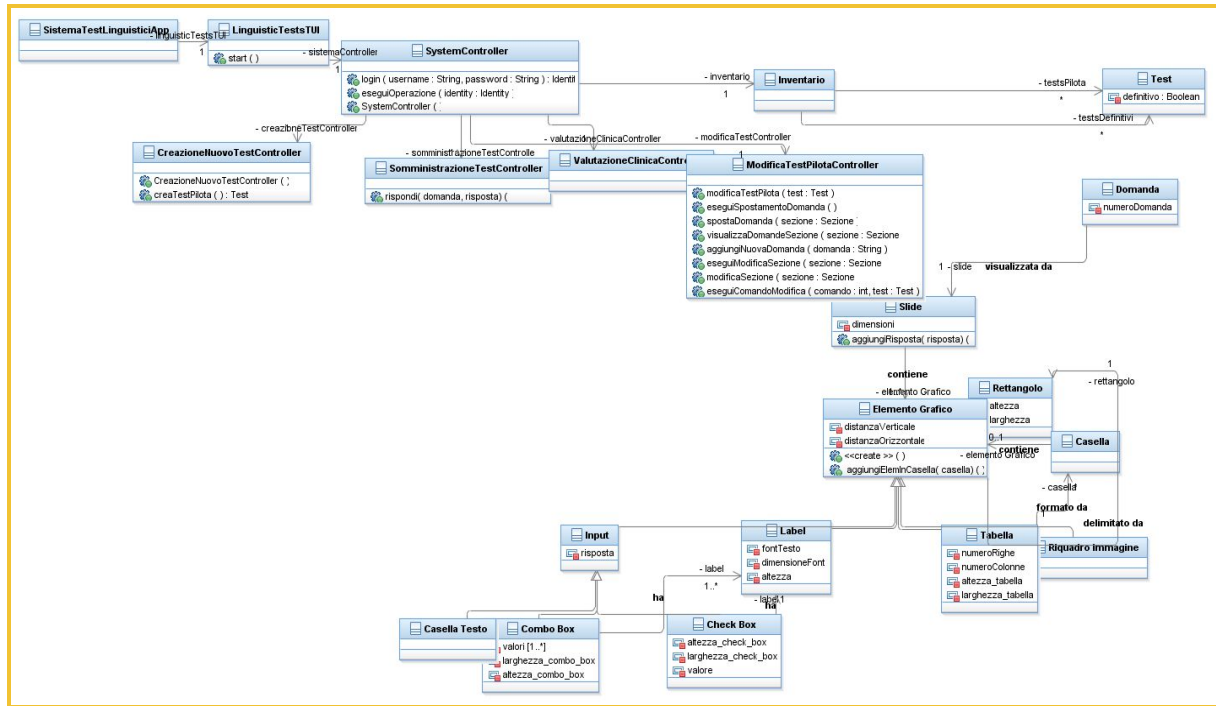 SistemaTestLinguisticiApp
- linguisticTestsTUI
1
LinguisticTestsTUI
start ( )
- sistemaController
1
SystemController
login ( username : String, password : String ) : Identit
eseguiOperazione ( identity : Identity
SystemController (
- inventario
1
Inventario
- testsPilota
*
- testsDefinitivi
*
Test
definitivo : Boolean
- creazioneTestController
CreazioneNuovoTestController
CreazioneNuovoTestController ( )
creaTestPilota ( ) : Test
- somministrazioneTestControlle
SomministrazioneTestController
rispondi( domanda, risposta) (
- valutazioneClinicaController
ValutazioneClinicaContro
- modificaTestController
1
ModificaTestPilotaController
modificaTestPilota ( test : Test )
eseguiSpostamentoDomanda ( )
spostaDomanda ( sezione : Sezione
visualizzaDomandeSezione ( sezione : Sezione
aggiungiNuovaDomanda ( domanda : String )
eseguiModificaSezione ( sezione : Sezione
modificaSezione ( sezione : Sezione
eseguiComandoModifica ( comando : int, test : Test )
Domanda
numeroDomanda
1 - slide
visualizzata da
Slide
dimensioni
aggiungiRisposta( risposta) (
contiene
- elemento Grafico
Elemento Grafico
distanzaVerticale
distanzaOrizzontale
<<create >> ( )
aggiungiElemInCasella( casella) ( )
1
- rettangolo
Rettangolo
altezza
larghezza
0..1
contiene
- elemento Grafico
Casella
- casella
*
formato da
1
delimitato da
Input
risposta
Label
fontTesto
dimensioneFont
altezza
Tabella
numeroRighe
numeroColonne
altezza_tabella
larghezza_tabella
Riquadro immagine
- label
1..*
ha
- label
1
ha
Casella Testo
Combo Box
valori [1..*]
larghezza_combo_box
altezza_combo_box
Check Box
altezza_check_box
larghezza_check_box
valore